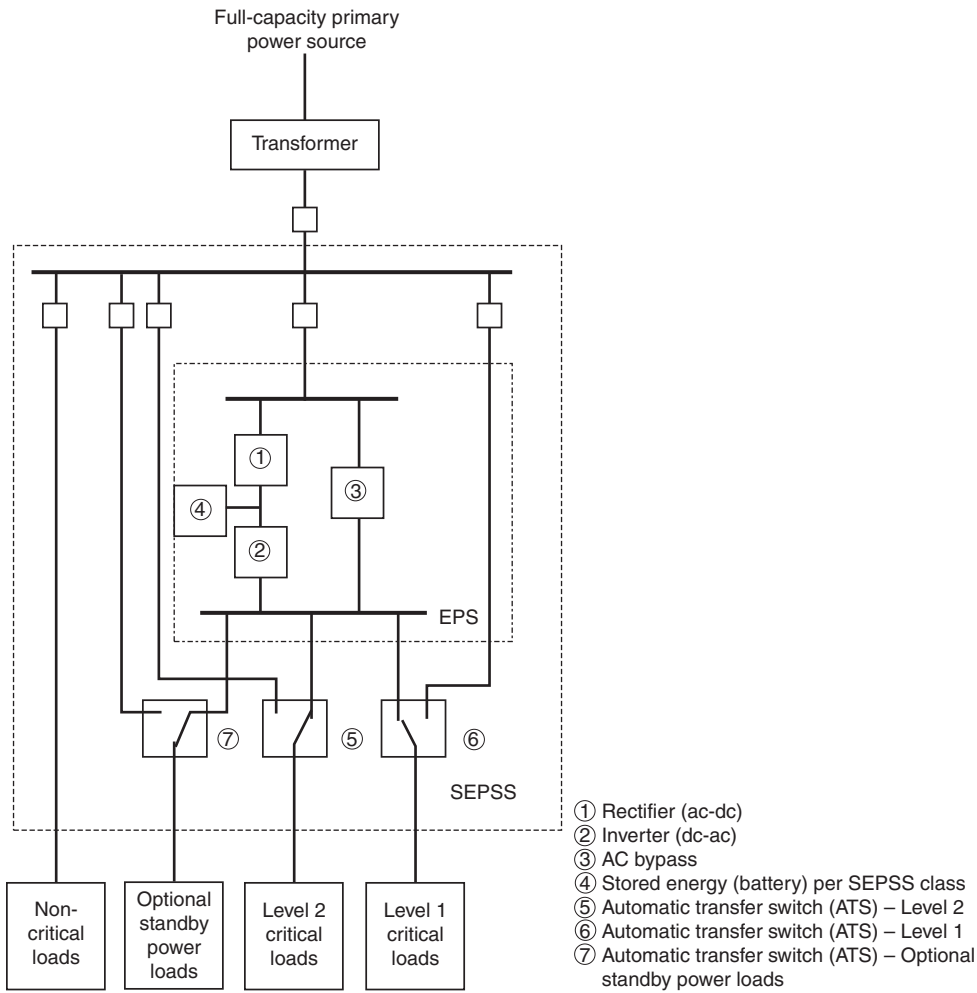 Full-capacity primary
power source
Transformer
①
③
④
②
EPS
⑦
⑤
⑥
SEPSS
Non-
critical
loads
Optional
standby
power
loads
Level 2
critical
loads
Level 1
critical
loads
① Rectifier (ac-dc)
② Inverter (dc-ac)
③ AC bypass
④ Stored energy (battery) per SEPSS class
⑤ Automatic transfer switch (ATS) – Level 2
⑥ Automatic transfer switch (ATS) – Level 1
⑦ Automatic transfer switch (ATS) – Optional
standby power loads